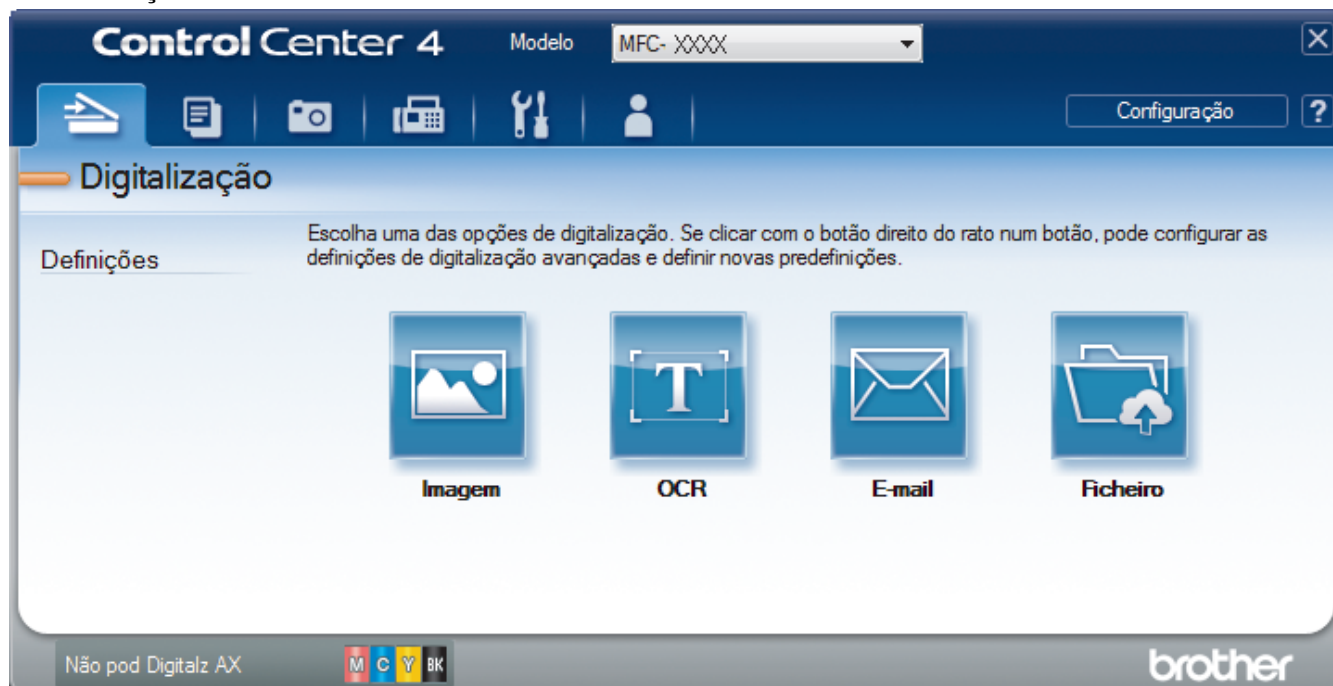 Control Center 4 Modelo MFC- XXXX
Configuração ?
Digitalização
Escolha uma das opções de digitalização. Se clicar com o botão direito do rato num botão, pode configurar as
Definições definições de digitalização avançadas e definir novas predefinições.
T
Imagem OCR E-mail Ficheiro
Não pod Digitalz AX M C Y BK brother